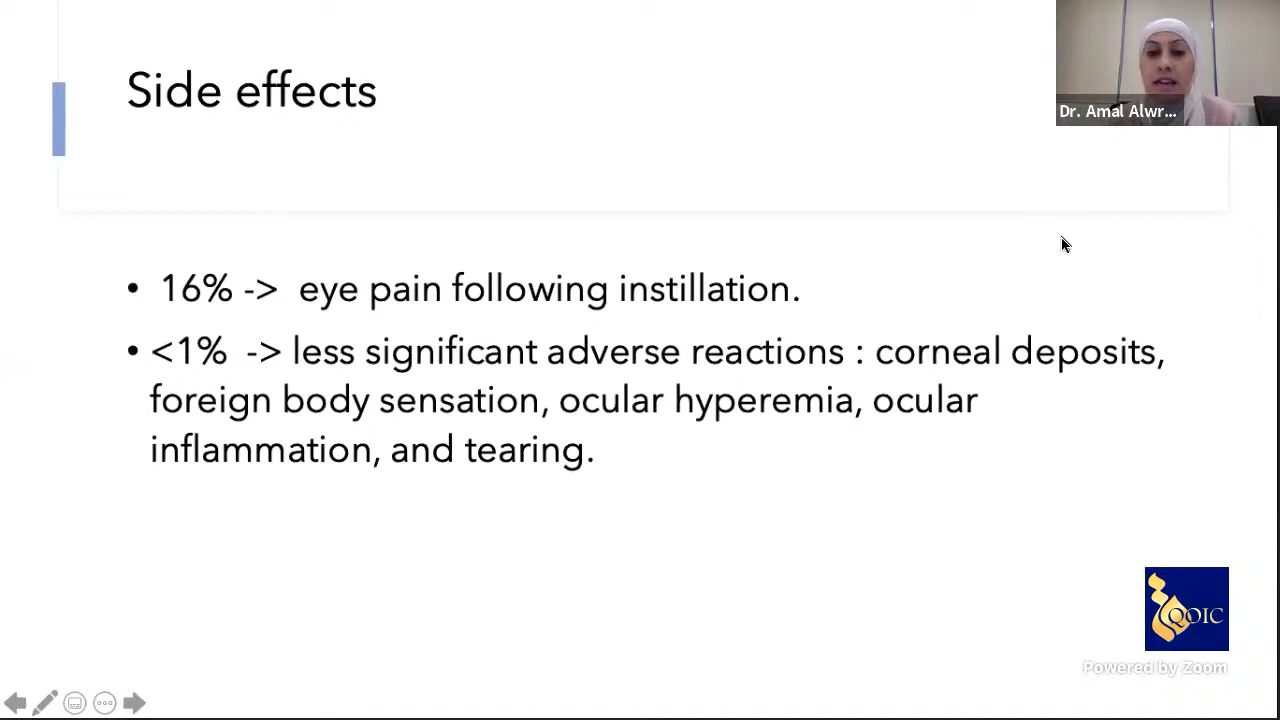 Side effects
Dr. Amal Alwr...
• 16% -> eye pain following instillation.
• <1% -> less significant adverse reactions : corneal deposits,
foreign body sensation, ocular hyperemia, ocular
inflammation, and tearing.
QOIC
Powered by Zoom